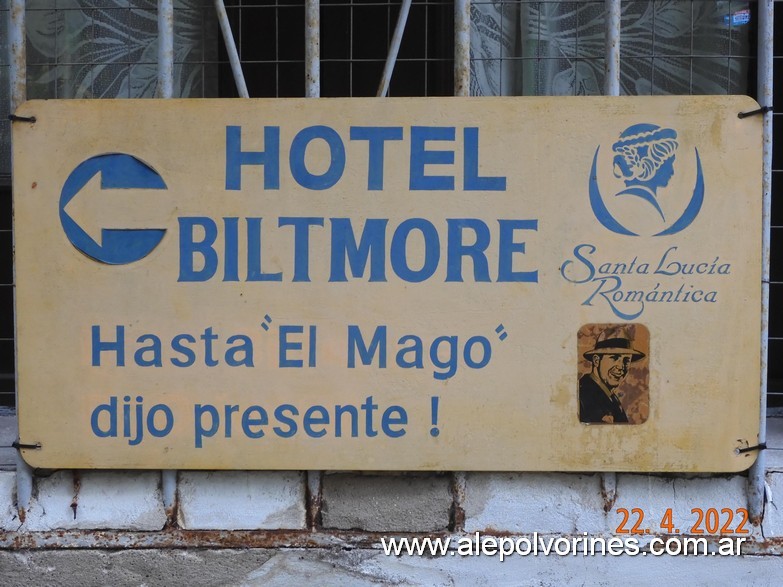 HOTEL
BILTMORE
Santa Lucía
Romántica
Hasta "El Mago"
dijo presente !
22. 4. 2022
www.alepolvorines.com.ar